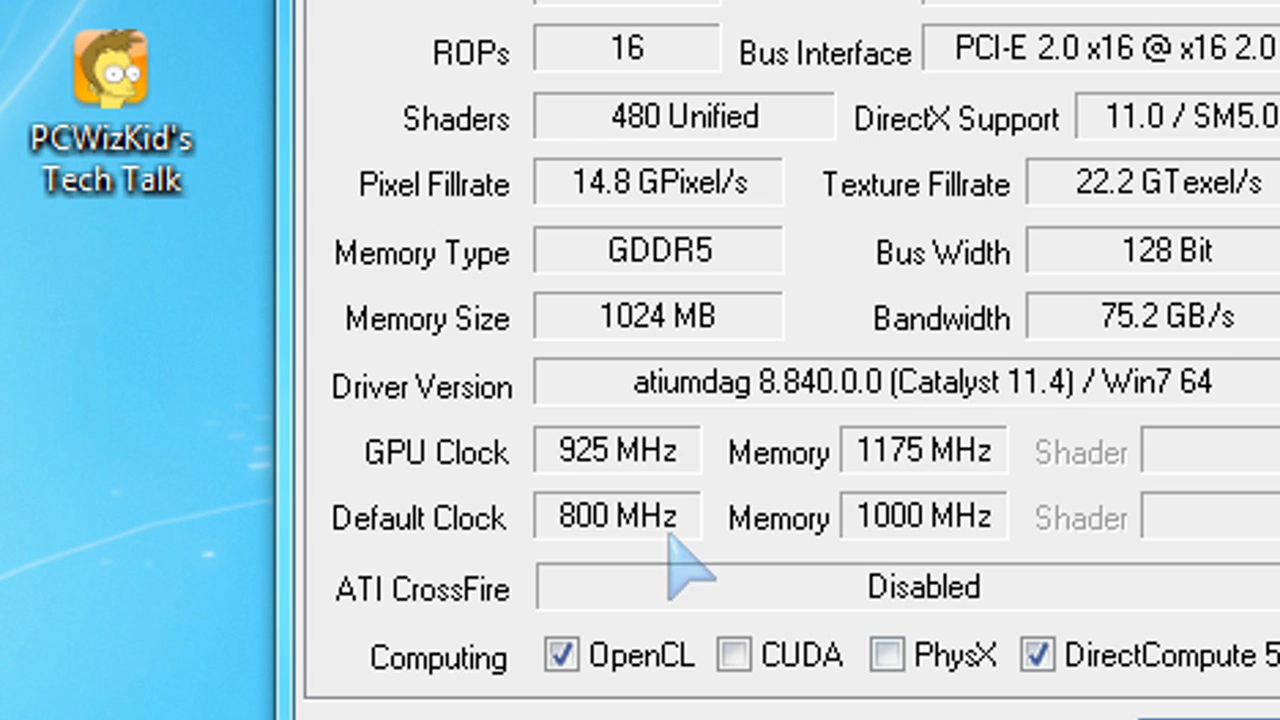 PCWizKid's
Tech Talk
ROPs 16 Bus Interface PCI-E 2.0 x16 @ x16 2.0
Shaders 480 Unified DirectX Support 11.0 / SM5.0
Pixel Fillrate 14.8 GPixel/s Texture Fillrate 22.2 GTexel/s
Memory Type GDDR5 Bus Width 128 Bit
Memory Size 1024 MB Bandwidth 75.2 GB/s
Driver Version atiumdag 8.840.0.0 (Catalyst 11.4) / Win7 64
GPU Clock 925 MHz Memory 1175 MHz Shader
Default Clock 800 MHz Memory 1000 MHz Shader
ATI CrossFire Disabled
Computing OpenCL CUDA PhysX DirectCompute 5